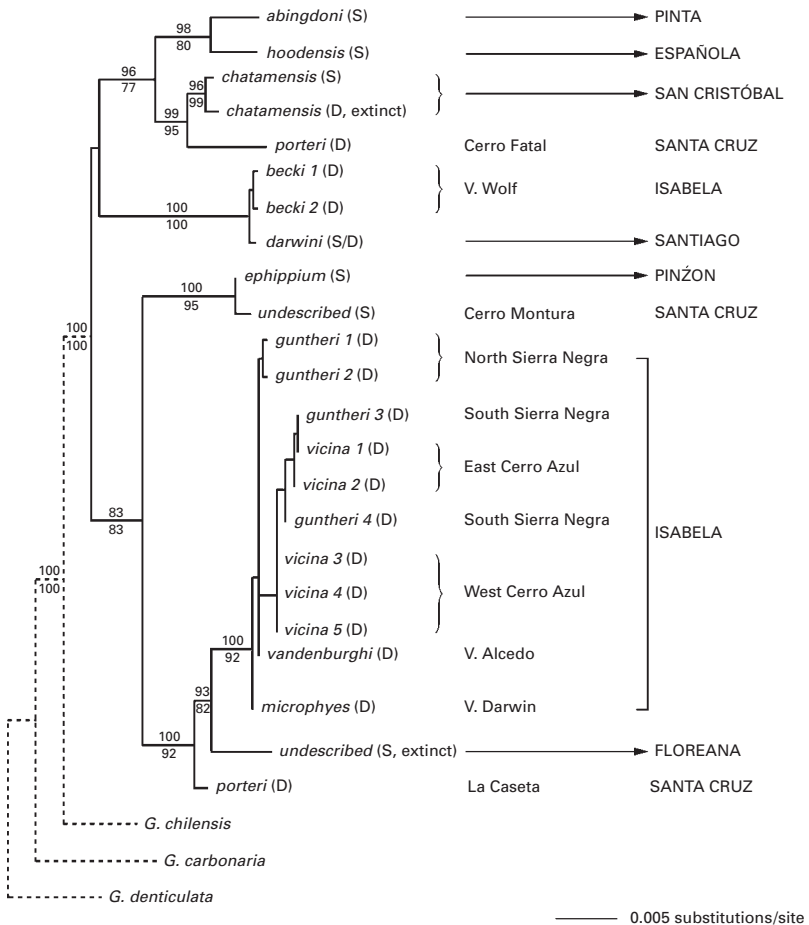 abingdoni (S) PINTA
98
80
hoodensis (S) ESPAÑOLA
96
77
chatamensis (S)
96
99
SAN CRISTÓBAL
chatamensis (D, extinct)
99
95
porteri (D) Cerro Fatal SANTA CRUZ
becki 1 (D)
V. Wolf ISABELA
100
100
becki 2 (D)
darwini (S/D) SANTIAGO
ephippium (S) PINŹON
100
95
undescribed (S) Cerro Montura SANTA CRUZ
100
100
guntheri 1 (D)
North Sierra Negra
guntheri 2 (D)
guntheri 3 (D) South Sierra Negra
vicina 1 (D)
East Cerro Azul
vicina 2 (D)
83
83
guntheri 4 (D) South Sierra Negra
ISABELA
vicina 3 (D)
100
100
vicina 4 (D) West Cerro Azul
vicina 5 (D)
100
92
vandenburghi (D) V. Alcedo
93
82
microphyes (D) V. Darwin
100
92
undescribed (S, extinct) FLOREANA
porteri (D) La Caseta SANTA CRUZ
G. chilensis
G. carbonaria
G. denticulata
0.005 substitutions/site